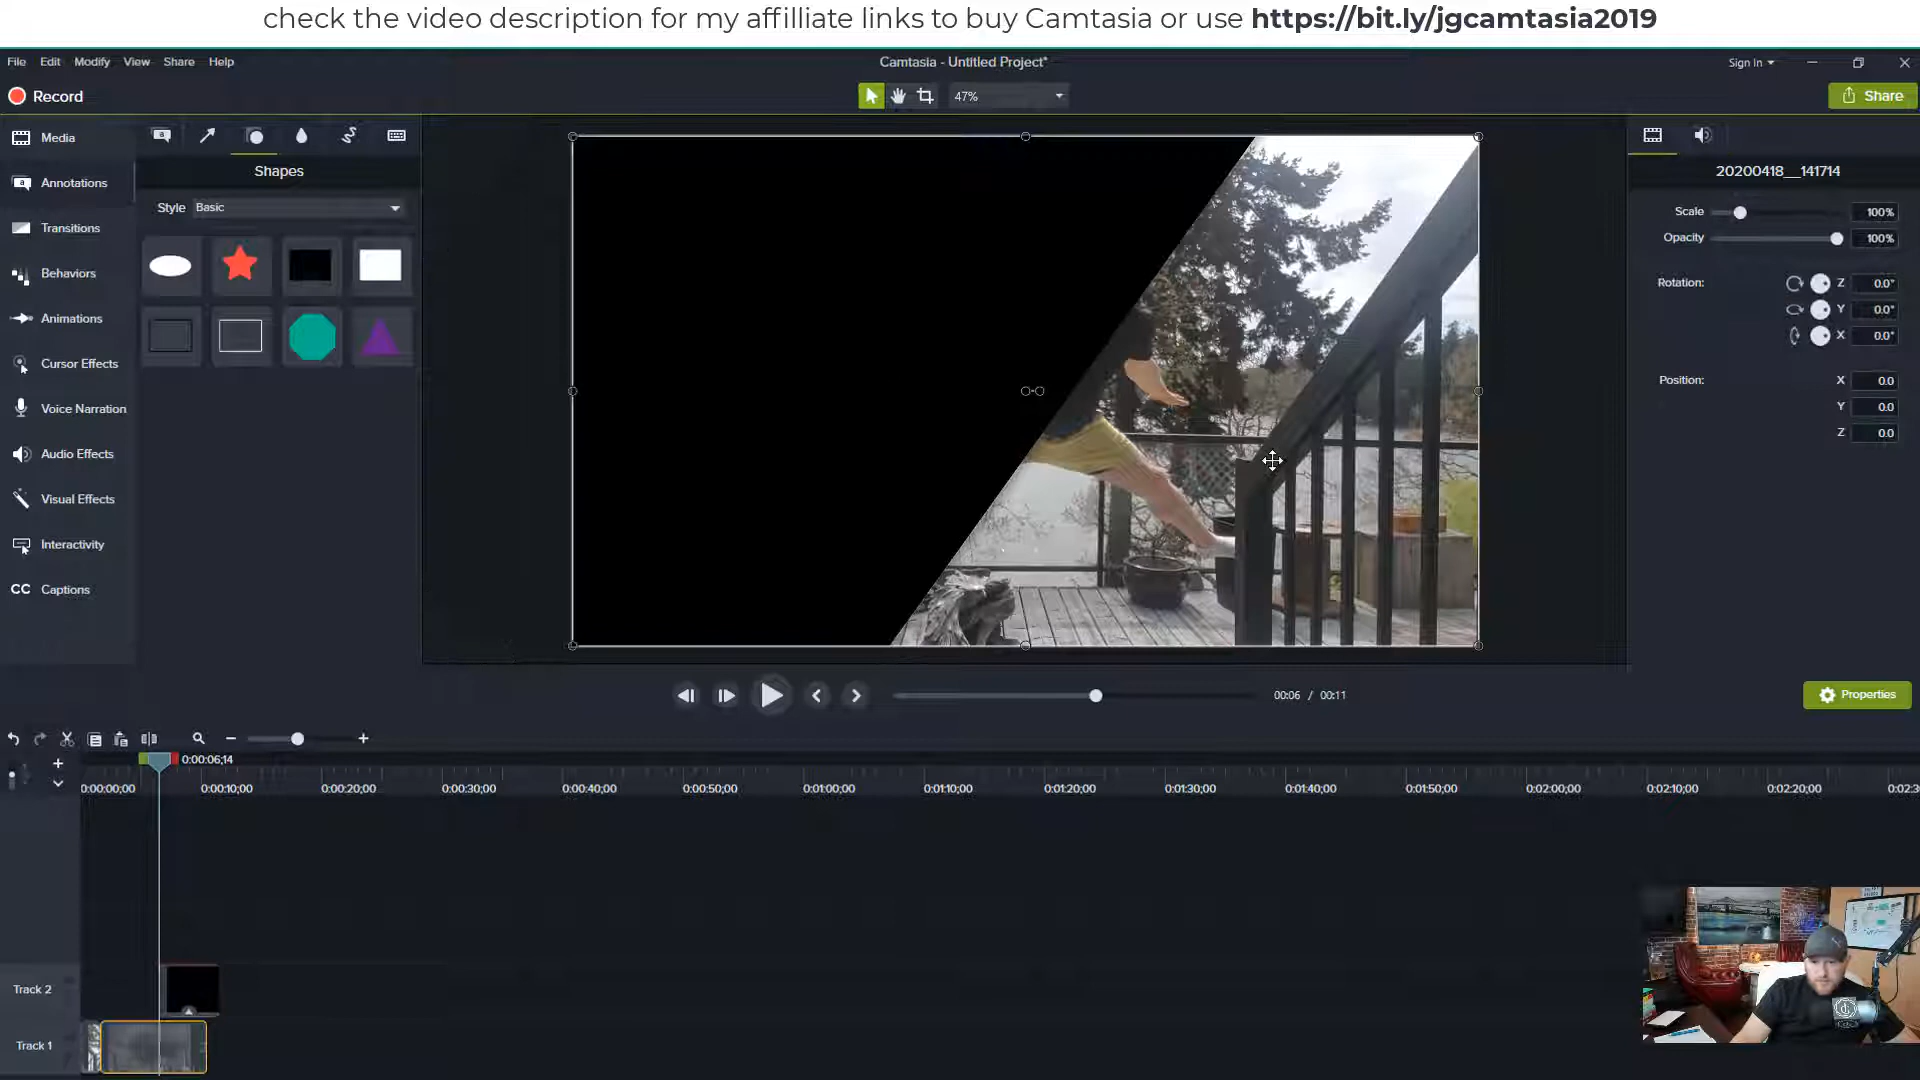 check the video description for my affilliate links to buy Camtasia or use https://bit.ly/jgcamtasia2019
File Edit Modify View Share Help
Camtasia - Untitled Project*
Sign In
Record
47%
Share
Media
Annotations
Transitions
Behaviors
Animations
Cursor Effects
Voice Narration
Audio Effects
Visual Effects
Interactivity
CC Captions
Shapes
Style Basic
20200418__141714
Scale 100%
Opacity 100%
Rotation: Z 0.0°
Y 0.0°
X 0.0°
Position: X 0.0
Y 0.0
Z 0.0
00:06 / 00:11
Properties
0:00:06;14
0:00:00;00 0:00:10;00 0:00:20;00 0:00:30;00 0:00:40;00 0:00:50;00 0:01:00;00 0:01:10;00 0:01:20;00 0:01:30;00 0:01:40;00 0:01:50;00 0:02:00;00 0:02:10;00 0:02:20;00 0:02:3
Track 2
Track 1